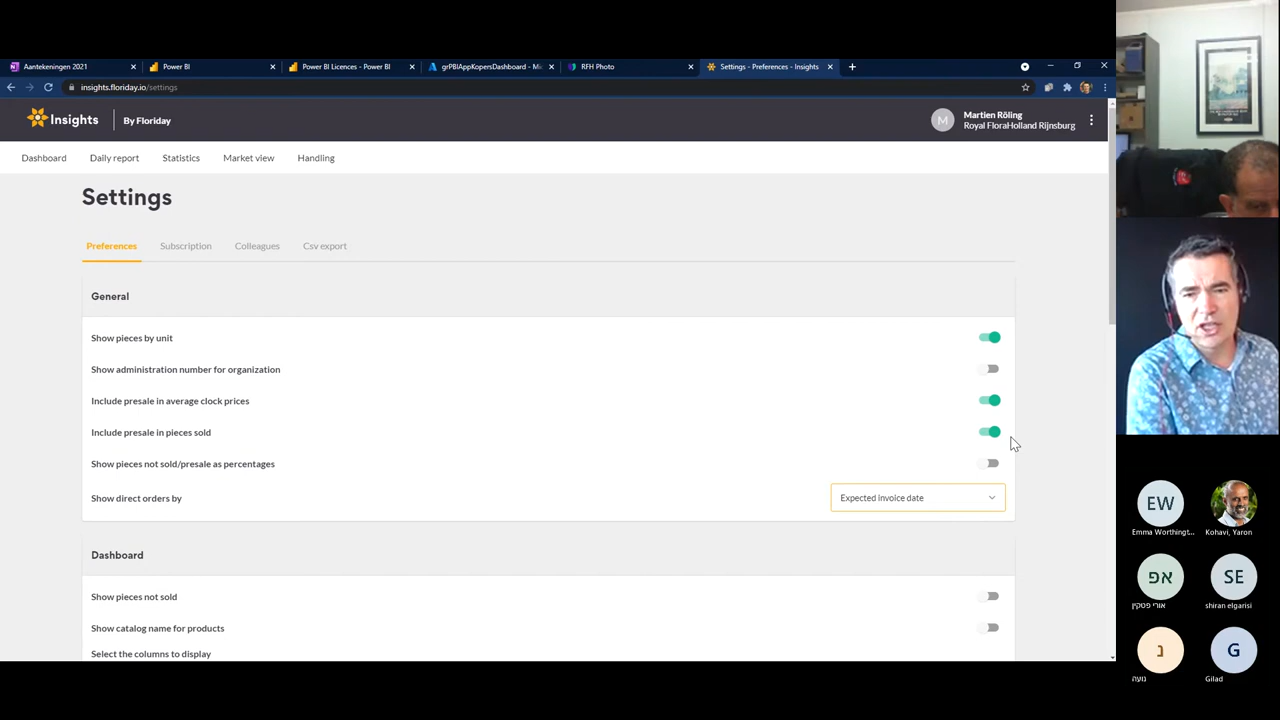 Aantekeningen 2021
Power BI
Power BI Licences - Power BI
grPBIAppKopersDashboard - Mic
RFH Photo
Settings - Preferences - Insights
insights.floriday.io/settings
Insights
By Floriday
M
Martien Röling
Royal FloraHolland Rijnsburg
Dashboard
Daily report
Statistics
Market view
Handling
Settings
Preferences
Subscription
Colleagues
Csv export
General
Show pieces by unit
Show administration number for organization
Include presale in average clock prices
Include presale in pieces sold
Show pieces not sold/presale as percentages
Show direct orders by
Expected invoice date
Dashboard
Show pieces not sold
Show catalog name for products
Select the columns to display
EW
Emma Worthingt...
Kohavi, Yaron
אפ
אורי פטקין
SE
shiran elgarisi
נ
נועה
G
Gilad